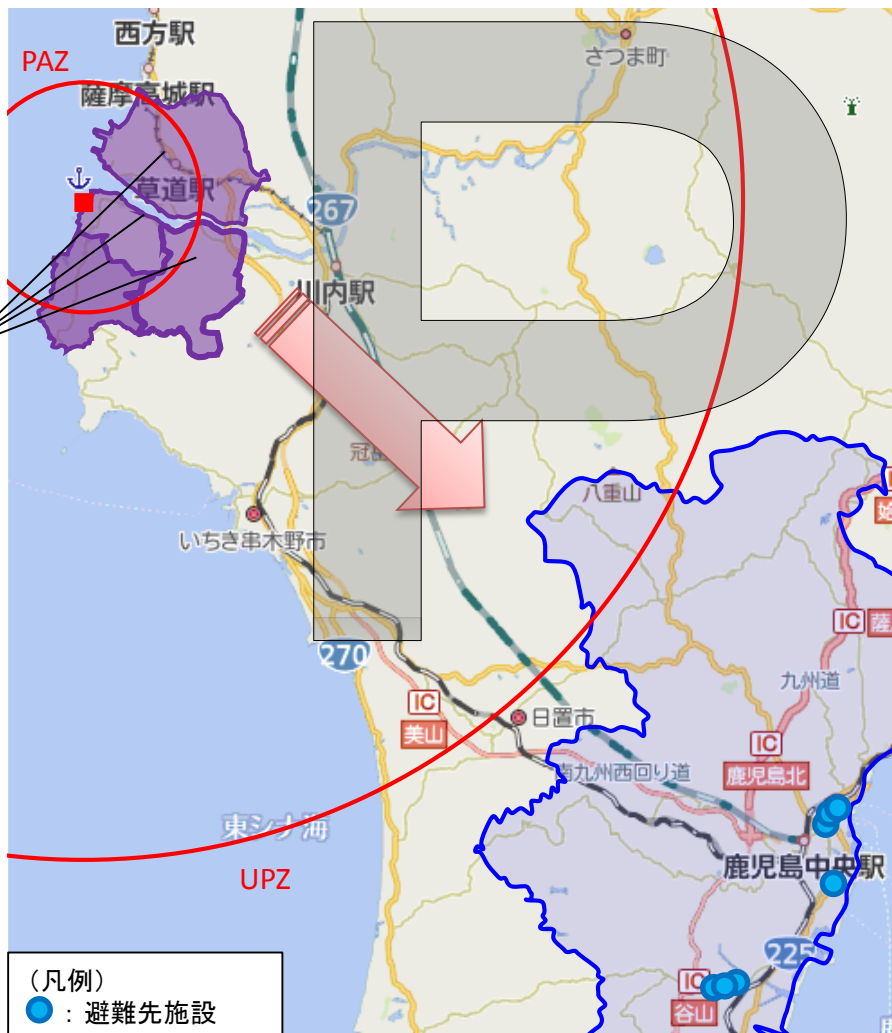 西方駅
さつま町
PAZ
薩摩高城駅
草道駅
267
川内駅
八重山
いちき串木野市
IC
270
九州道
IC
美山
日置市
IC
鹿児島北
南九州西回り道
東シナ海
鹿児島中央駅
UPZ
225
IC
谷山
(凡例)
:避難先施設